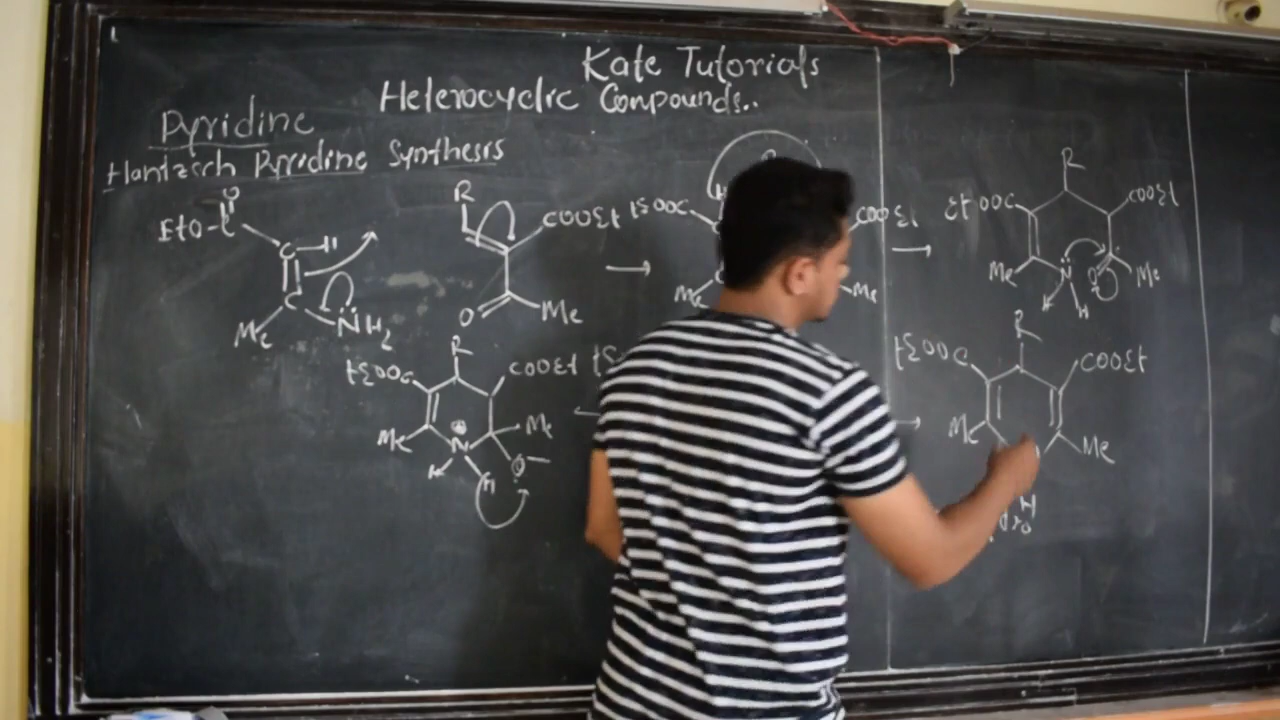 Kate Tutorials
Heterocyclic Compounds..
Pyridine
Hantzsch Pyridine Synthesis
O
EtO-C
C-H
C
Me
NH2
R
COOEt
O
Me
EtOOC
COOEt
Me
Me
R
EtOOC
COOEt
Me
N
H
O
Me
R
EtOOC
COOEt
Me
N
H
H
Me
O
R
EtOOC
COOEt
Me
Me
H